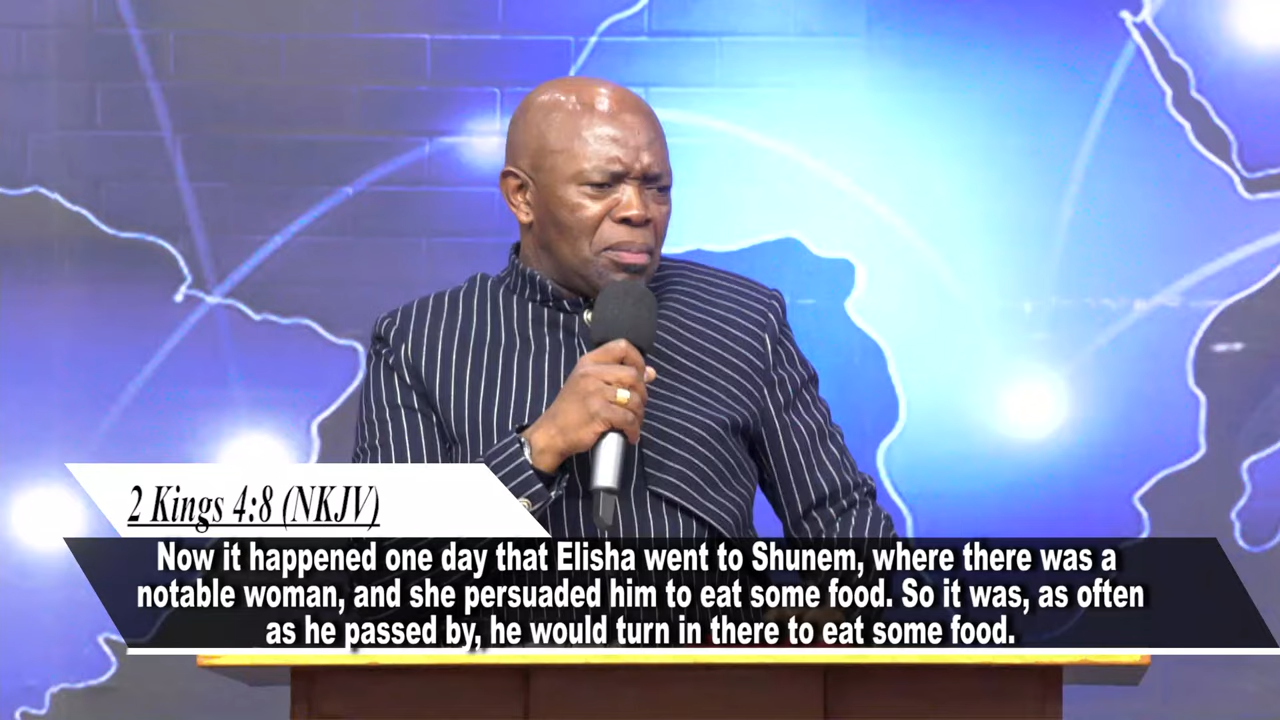 2 Kings 4:8 (NKJV)
Now it happened one day that Elisha went to Shunem, where there was a
notable woman, and she persuaded him to eat some food. So it was, as often
as he passed by, he would turn in there to eat some food.